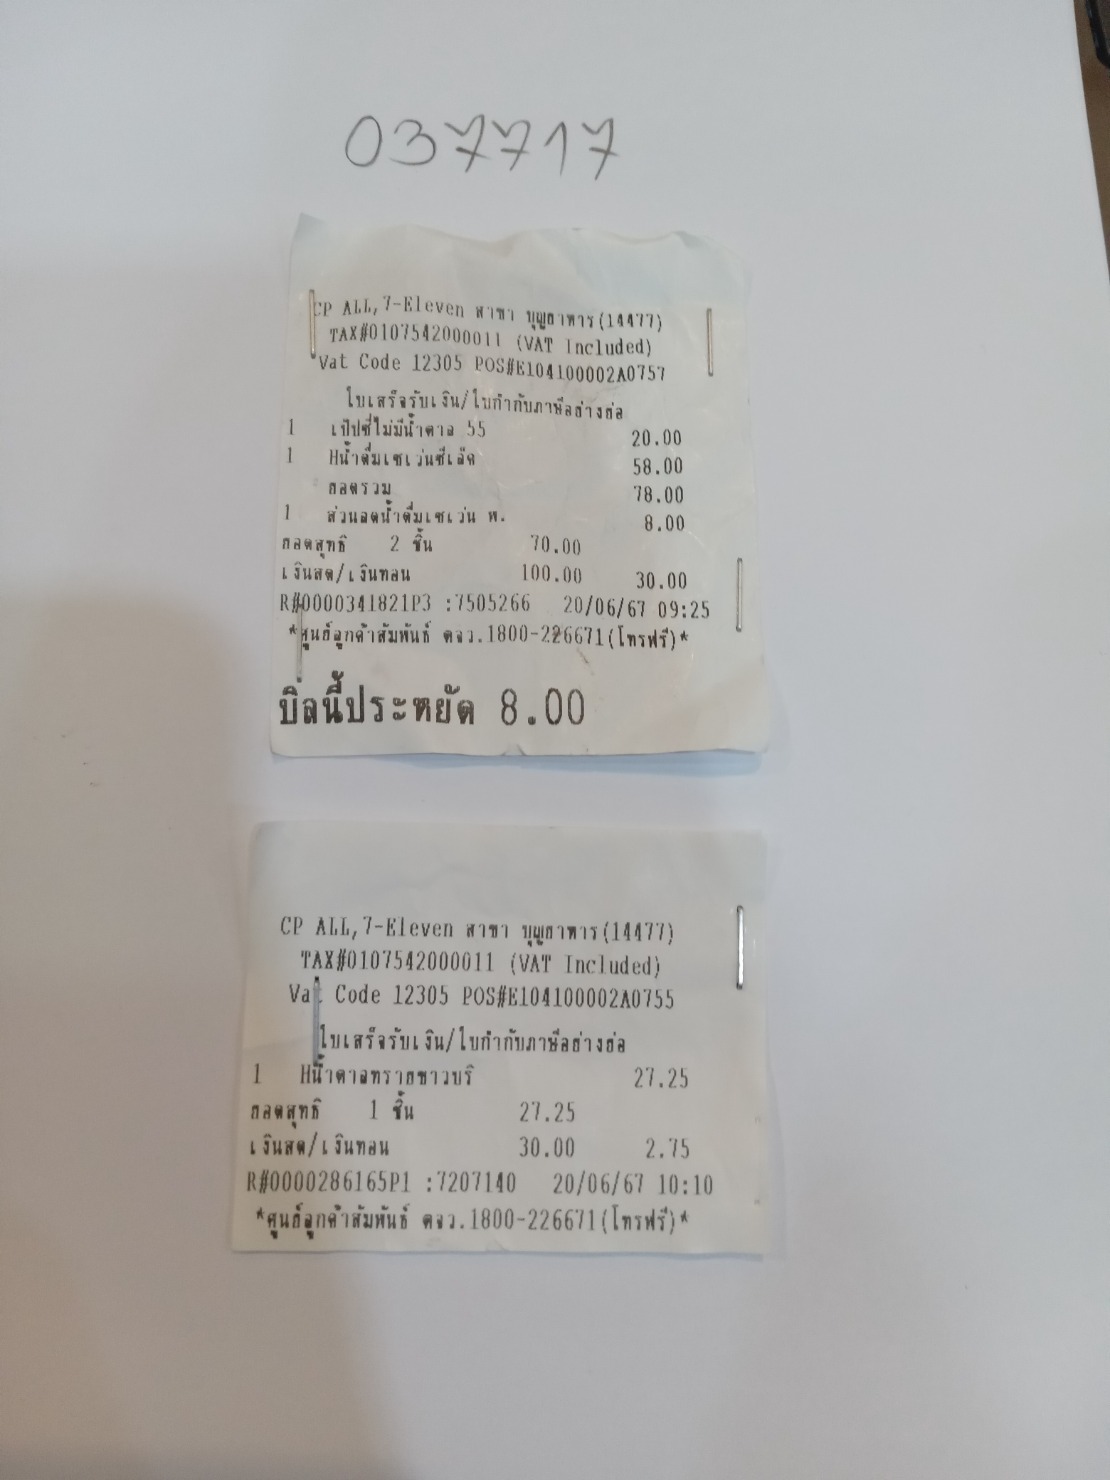 037717
CP ALL,7-Eleven สาขา บุญธาหาร(14477)
TAX#0107542000011 (VAT Included)
Vat Code 12305 POS#E104100002A0757
ใบเสร็จรับเงิน/ใบกำกับภาษีอย่างย่อ
1 เป๊ปซี่ไม่มีน้ำตาล 55 20.00
1 Hน้ำดื่มเซเว่นซีเล็ค 58.00
ยอดรวม 78.00
1 ส่วนลดน้ำดื่มเซเว่น พ. 8.00
ยอดสุทธิ 2 ชิ้น 70.00
เงินสด/เงินทอน 100.00 30.00
R#0000341821P3 :7505266 20/06/67 09:25
*ศูนย์ลูกค้าสัมพันธ์ ตจว.1800-226671(โทรฟรี)*
บิลนี้ประหยัด 8.00
CP ALL,7-Eleven สาขา บุญธาหาร(14477)
TAX#0107542000011 (VAT Included)
Vat Code 12305 POS#E104100002A0755
ใบเสร็จรับเงิน/ใบกำกับภาษีอย่างย่อ
1 Hน้ำตาลทรายขาวบริ 27.25
ยอดสุทธิ 1 ชิ้น 27.25
เงินสด/เงินทอน 30.00 2.75
R#0000286165P1 :7207140 20/06/67 10:10
*ศูนย์ลูกค้าสัมพันธ์ ตจว.1800-226671(โทรฟรี)*